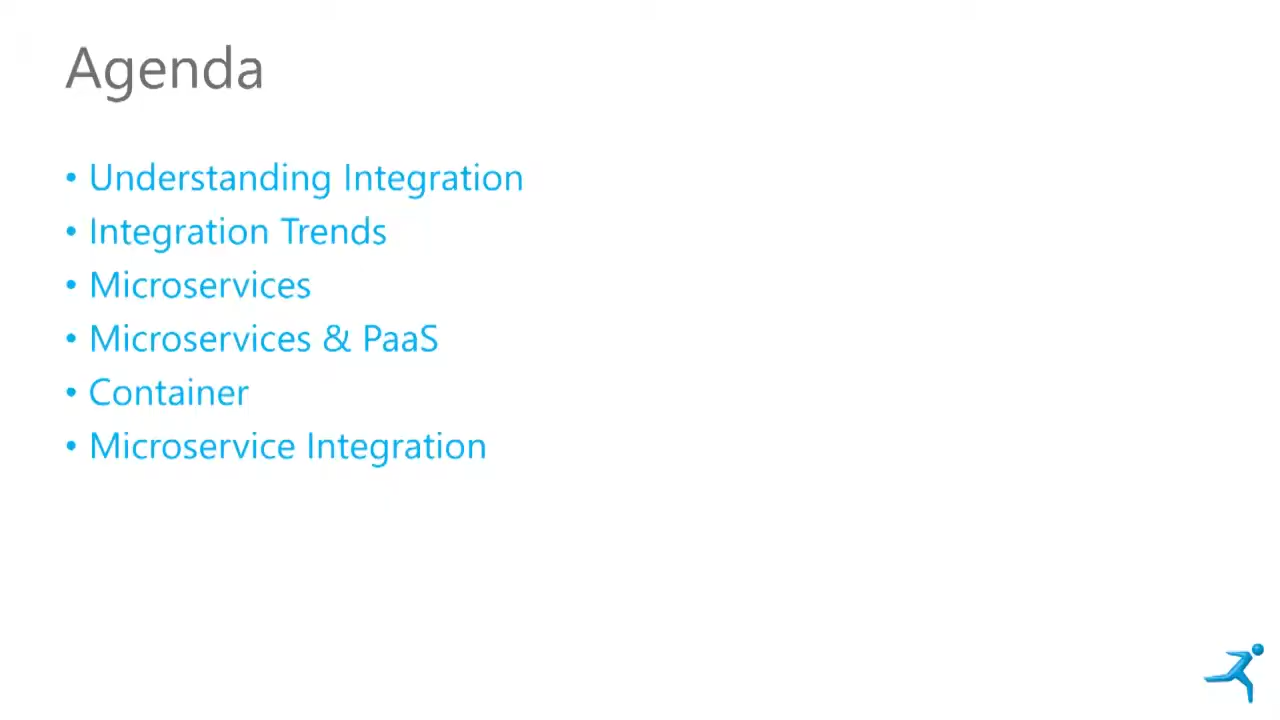 Agenda
• Understanding Integration
• Integration Trends
• Microservices
• Microservices & PaaS
• Container
• Microservice Integration